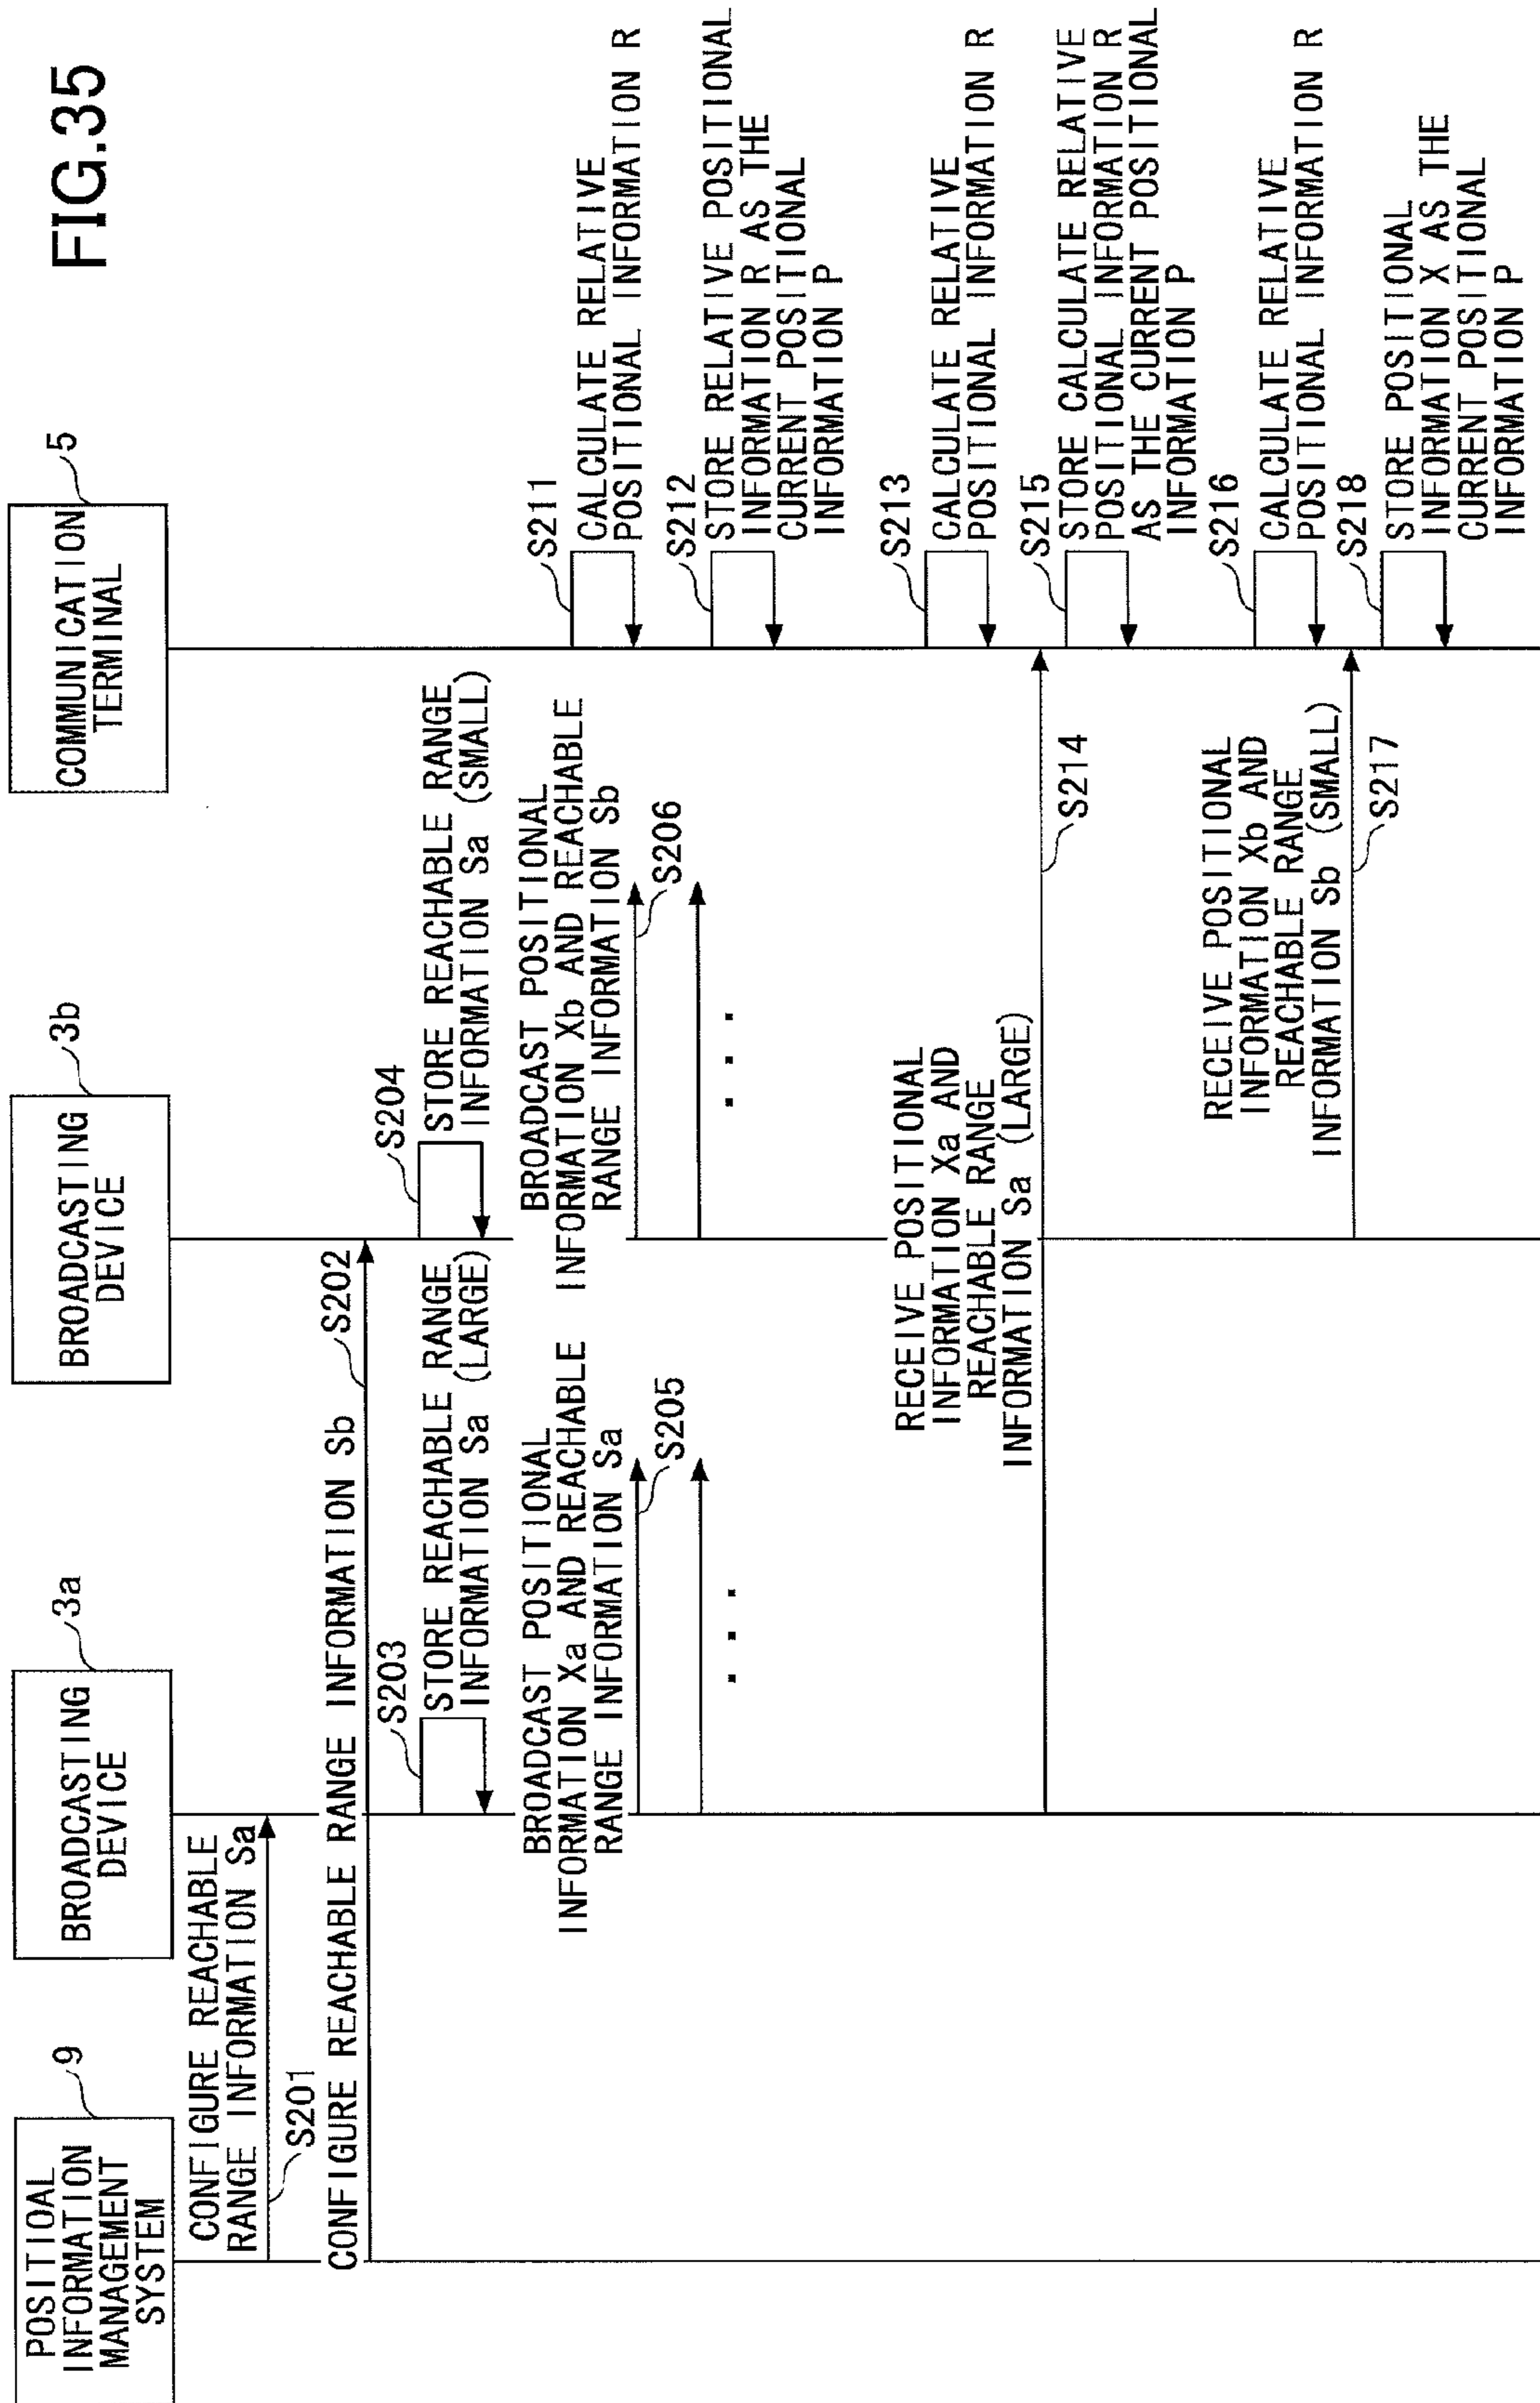 FIG.35
POSITIOAL
INFORMATION
MANAGEMENT
SYSTEM
9
BROADCASTING
DEVICE
3a
BROADCASTING
DEVICE
3b
COMMUNICATION
TERMINAL
5
CONFIGURE REACHABLE
RANGE INFORMATION Sa
S201
CONFIGURE REACHABLE RANGE INFORMATION Sb
S202
S203
STORE REACHABLE RANGE
INFORMATION Sa (LARGE)
S204
STORE REACHABLE RANGE
INFORMATION Sa (SMALL)
BROADCAST POSITIONAL
INFORMATION Xa AND REACHABLE
RANGE INFORMATION Sa
S205
BROADCAST POSITIONAL
INFORMATION Xb AND REACHABLE
RANGE INFORMATION Sb
S206
S211
CALCULATE RELATIVE
POSITIONAL INFORMATION R
S212
STORE RELATIVE POSITIONAL
INFORMATION R AS THE
CURRENT POSITIONAL
INFORMATION P
S213
CALCULATE RELATIVE
POSITIONAL INFORMATION R
RECEIVE POSITIONAL
INFORMATION Xa AND
REACHABLE RANGE
INFORMATION Sa (LARGE)
S214
S215
STORE CALCULATE RELATIVE
POSITIONAL INFORMATION R
AS THE CURRENT POSITIONAL
INFORMATION P
S216
CALCULATE RELATIVE
POSITIONAL INFORMATION R
RECEIVE POSITIONAL
INFORMATION Xb AND
REACHABLE RANGE
INFORMATION Sb (SMALL)
S217
S218
STORE POSITIONAL
INFORMATION X AS THE
CURRENT POSITIONAL
INFORMATION P